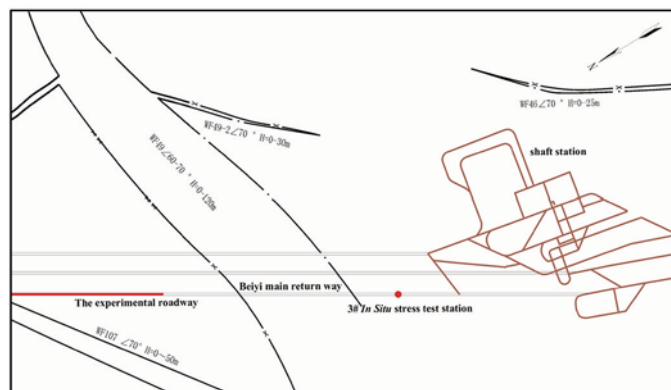 WF46∠70 ° H=0-25m
WF49-2∠70 ° H=0-30m
shaft station
WF49∠60-70 ° H=0-120m
Beiyi main return way
The experimental roadway
3# In Situ stress test station
WF107 ∠70° H=0-50m
N